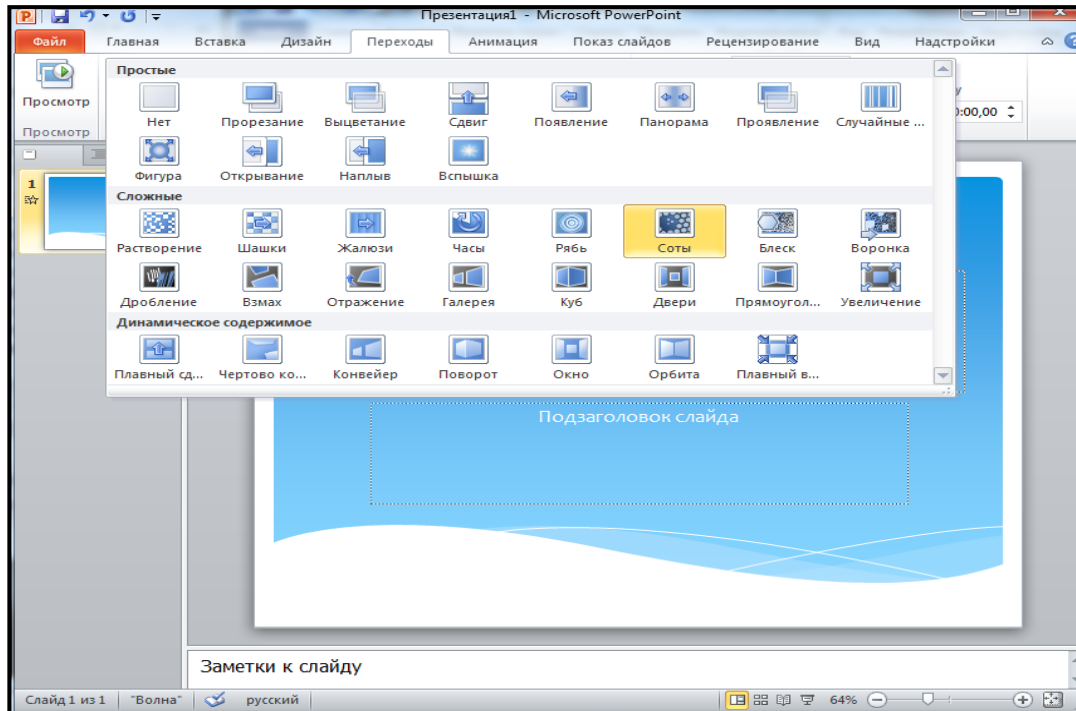 Презентация1 - Microsoft PowerPoint
Файл Главная Вставка Дизайн Переходы Анимация Показ слайдов Рецензирование Вид Надстройки
Просмотр
Просмотр
Простые
Нет Прорезание Выцветание Сдвиг Появление Панорама Проявление Случайные ...
Фигура Открывание Наплыв Вспышка
Сложные
Растворение Шашки Жалюзи Часы Рябь Соты Блеск Воронка
Дробление Взмах Отражение Галерея Куб Двери Прямоугол... Увеличение
Динамическое содержимое
Плавный сд... Чертово ко... Конвейер Поворот Окно Орбита Плавный в...
1
Подзаголовок слайда
Заметки к слайду
Слайд 1 из 1 "Волна" русский 64%